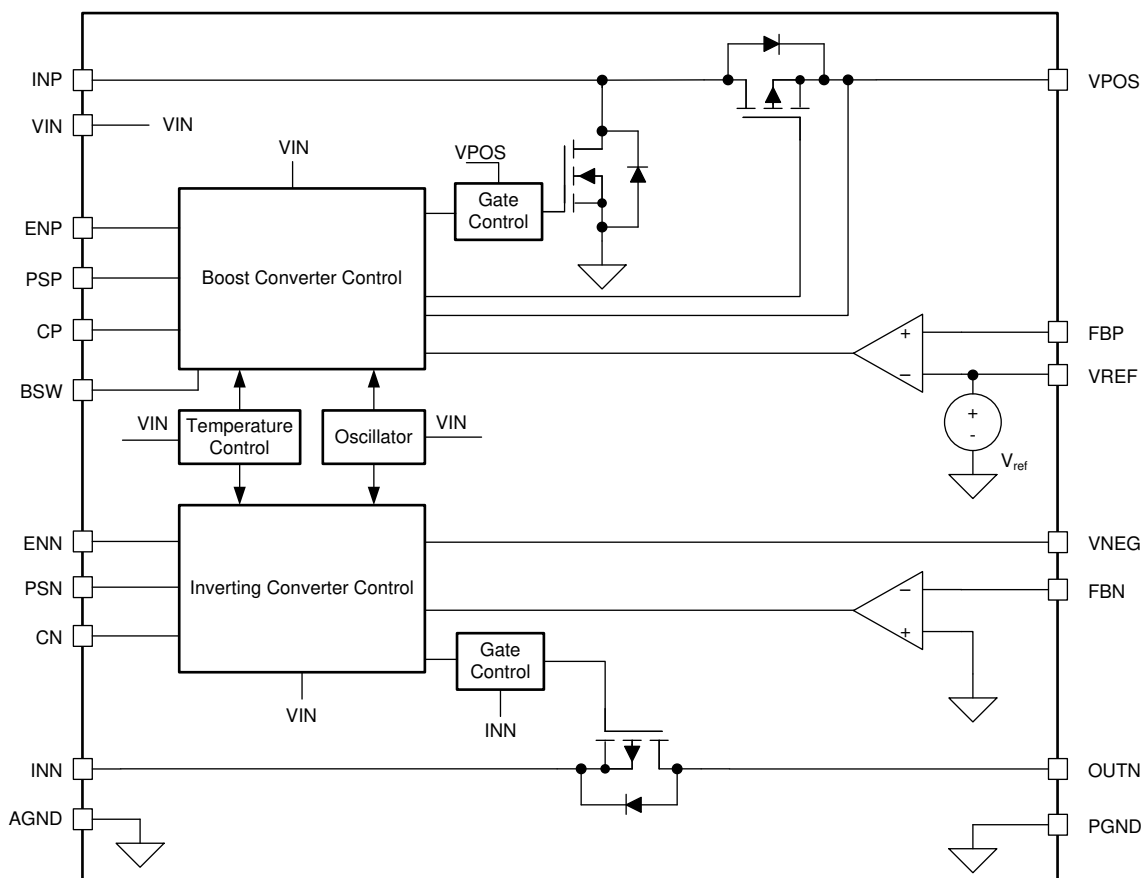 INP
VPOS
VIN
VIN
VIN
VPOS
Gate
Control
ENP
PSP
Boost Converter Control
CP
FBP
+
−
VREF
BSW
VIN
Temperature
Control
Oscillator
VIN
+
-
Vref
ENN
VNEG
PSN
Inverting Converter Control
−
FBN
CN
+
Gate
Control
VIN
INN
INN
OUTN
AGND
PGND